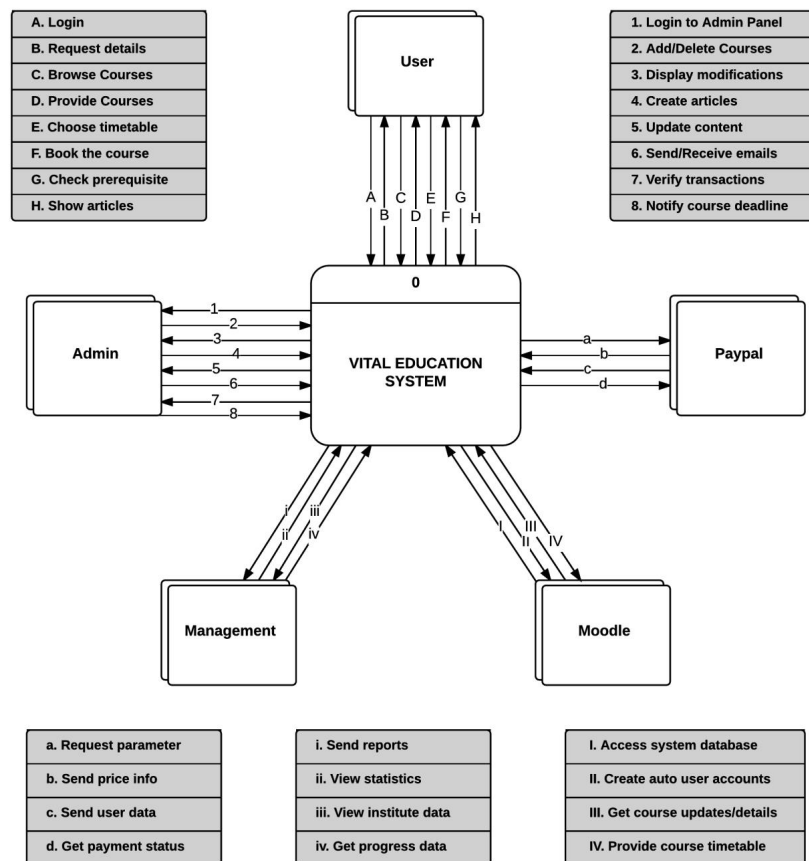 A. Login
B. Request details
C. Browse Courses
D. Provide Courses
E. Choose timetable
F. Book the course
G. Check prerequisite
H. Show articles
User
1. Login to Admin Panel
2. Add/Delete Courses
3. Display modifications
4. Create articles
5. Update content
6. Send/Receive emails
7. Verify transactions
8. Notify course deadline
A
B
C
D
E
F
G
H
0
VITAL EDUCATION
SYSTEM
Admin
1
2
3
4
5
6
7
8
a
b
c
d
Paypal
i
ii
iii
iv
I
II
III
IV
Management
Moodle
a. Request parameter
b. Send price info
c. Send user data
d. Get payment status
i. Send reports
ii. View statistics
iii. View institute data
iv. Get progress data
I. Access system database
II. Create auto user accounts
III. Get course updates/details
IV. Provide course timetable